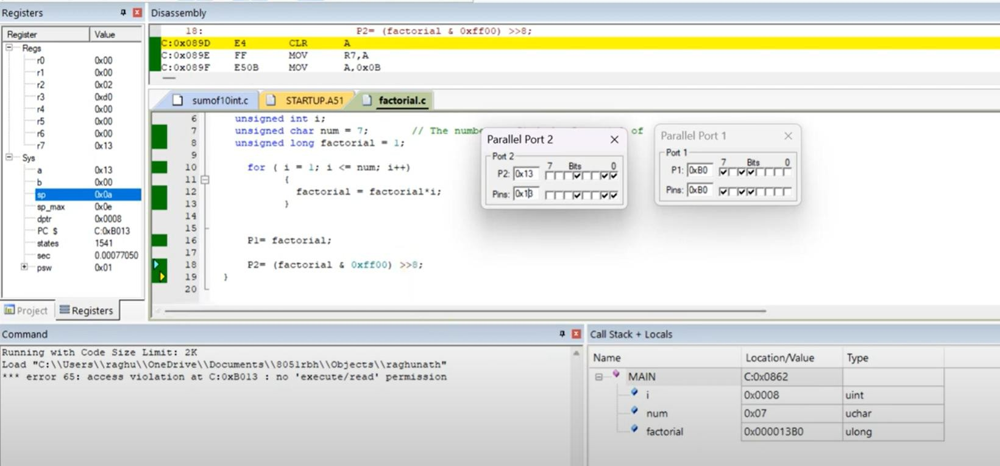 Registers
Register Value
Regs
r0 0x00
r1 0x00
r2 0x02
r3 0xd0
r4 0x00
r5 0x00
r6 0x00
r7 0x13
Sys
a 0x13
b 0x00
sp 0x0a
sp_max 0x0e
dptr 0x0008
PC $ C:0xB013
states 1541
sec 0.00077050
psw 0x01
Project Registers
Disassembly
18: P2= (factorial & 0xff00) >>8;
C:0x089D E4 CLR A
C:0x089E FF MOV R7,A
C:0x089F E50B MOV A,0x0B
sumof10int.c STARTUP.A51 factorial.c
6 unsigned int i;
7 unsigned char num = 7; // The numbe of
8 unsigned long factorial = 1;
9
10 for ( i = 1; i <= num; i++)
11 {
12 factorial = factorial*i;
13 }
14
15
16 P1= factorial;
17
18 P2= (factorial & 0xff00) >>8;
19 }
20
Parallel Port 2
Port 2
7 Bits 0
P2: 0x13
Pins: 0x13
Parallel Port 1
Port 1
7 Bits 0
P1: 0xB0
Pins: 0xB0
Command
Running with Code Size Limit: 2K
Load "C:\\Users\\raghu\\OneDrive\\Documents\\8051rbh\\Objects\\raghunath"
*** error 65: access violation at C:0xB013 : no 'execute/read' permission
Call Stack + Locals
Name Location/Value Type
MAIN C:0x0862
i 0x0008 uint
num 0x07 uchar
factorial 0x000013B0 ulong